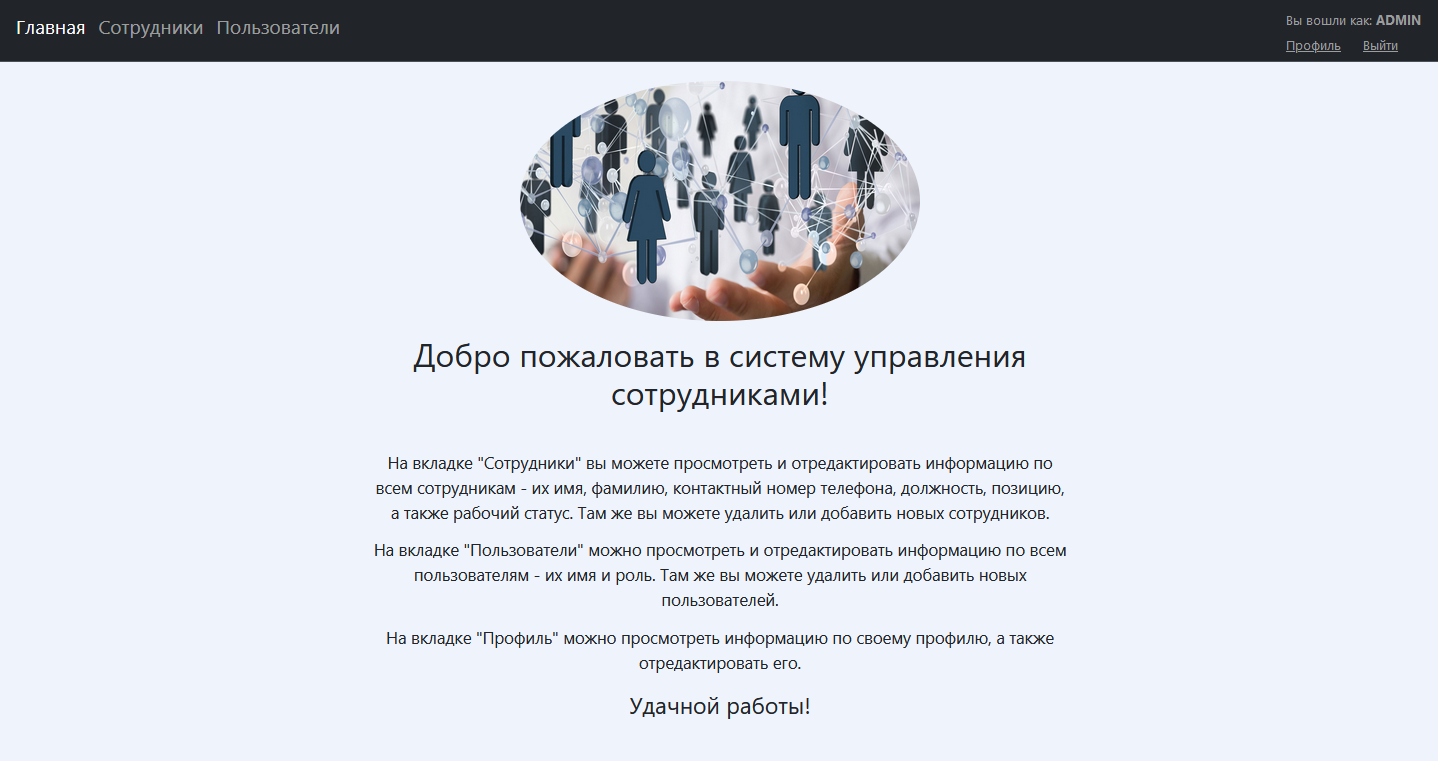 Главная Сотрудники Пользователи
Вы вошли как: ADMIN
Профиль Выйти
Добро пожаловать в систему управления
сотрудниками!
На вкладке "Сотрудники" вы можете просмотреть и отредактировать информацию по
всем сотрудникам - их имя, фамилию, контактный номер телефона, должность, позицию,
а также рабочий статус. Там же вы можете удалить или добавить новых сотрудников.
На вкладке "Пользователи" можно просмотреть и отредактировать информацию по всем
пользователям - их имя и роль. Там же вы можете удалить или добавить новых
пользователей.
На вкладке "Профиль" можно просмотреть информацию по своему профилю, а также
отредактировать его.
Удачной работы!